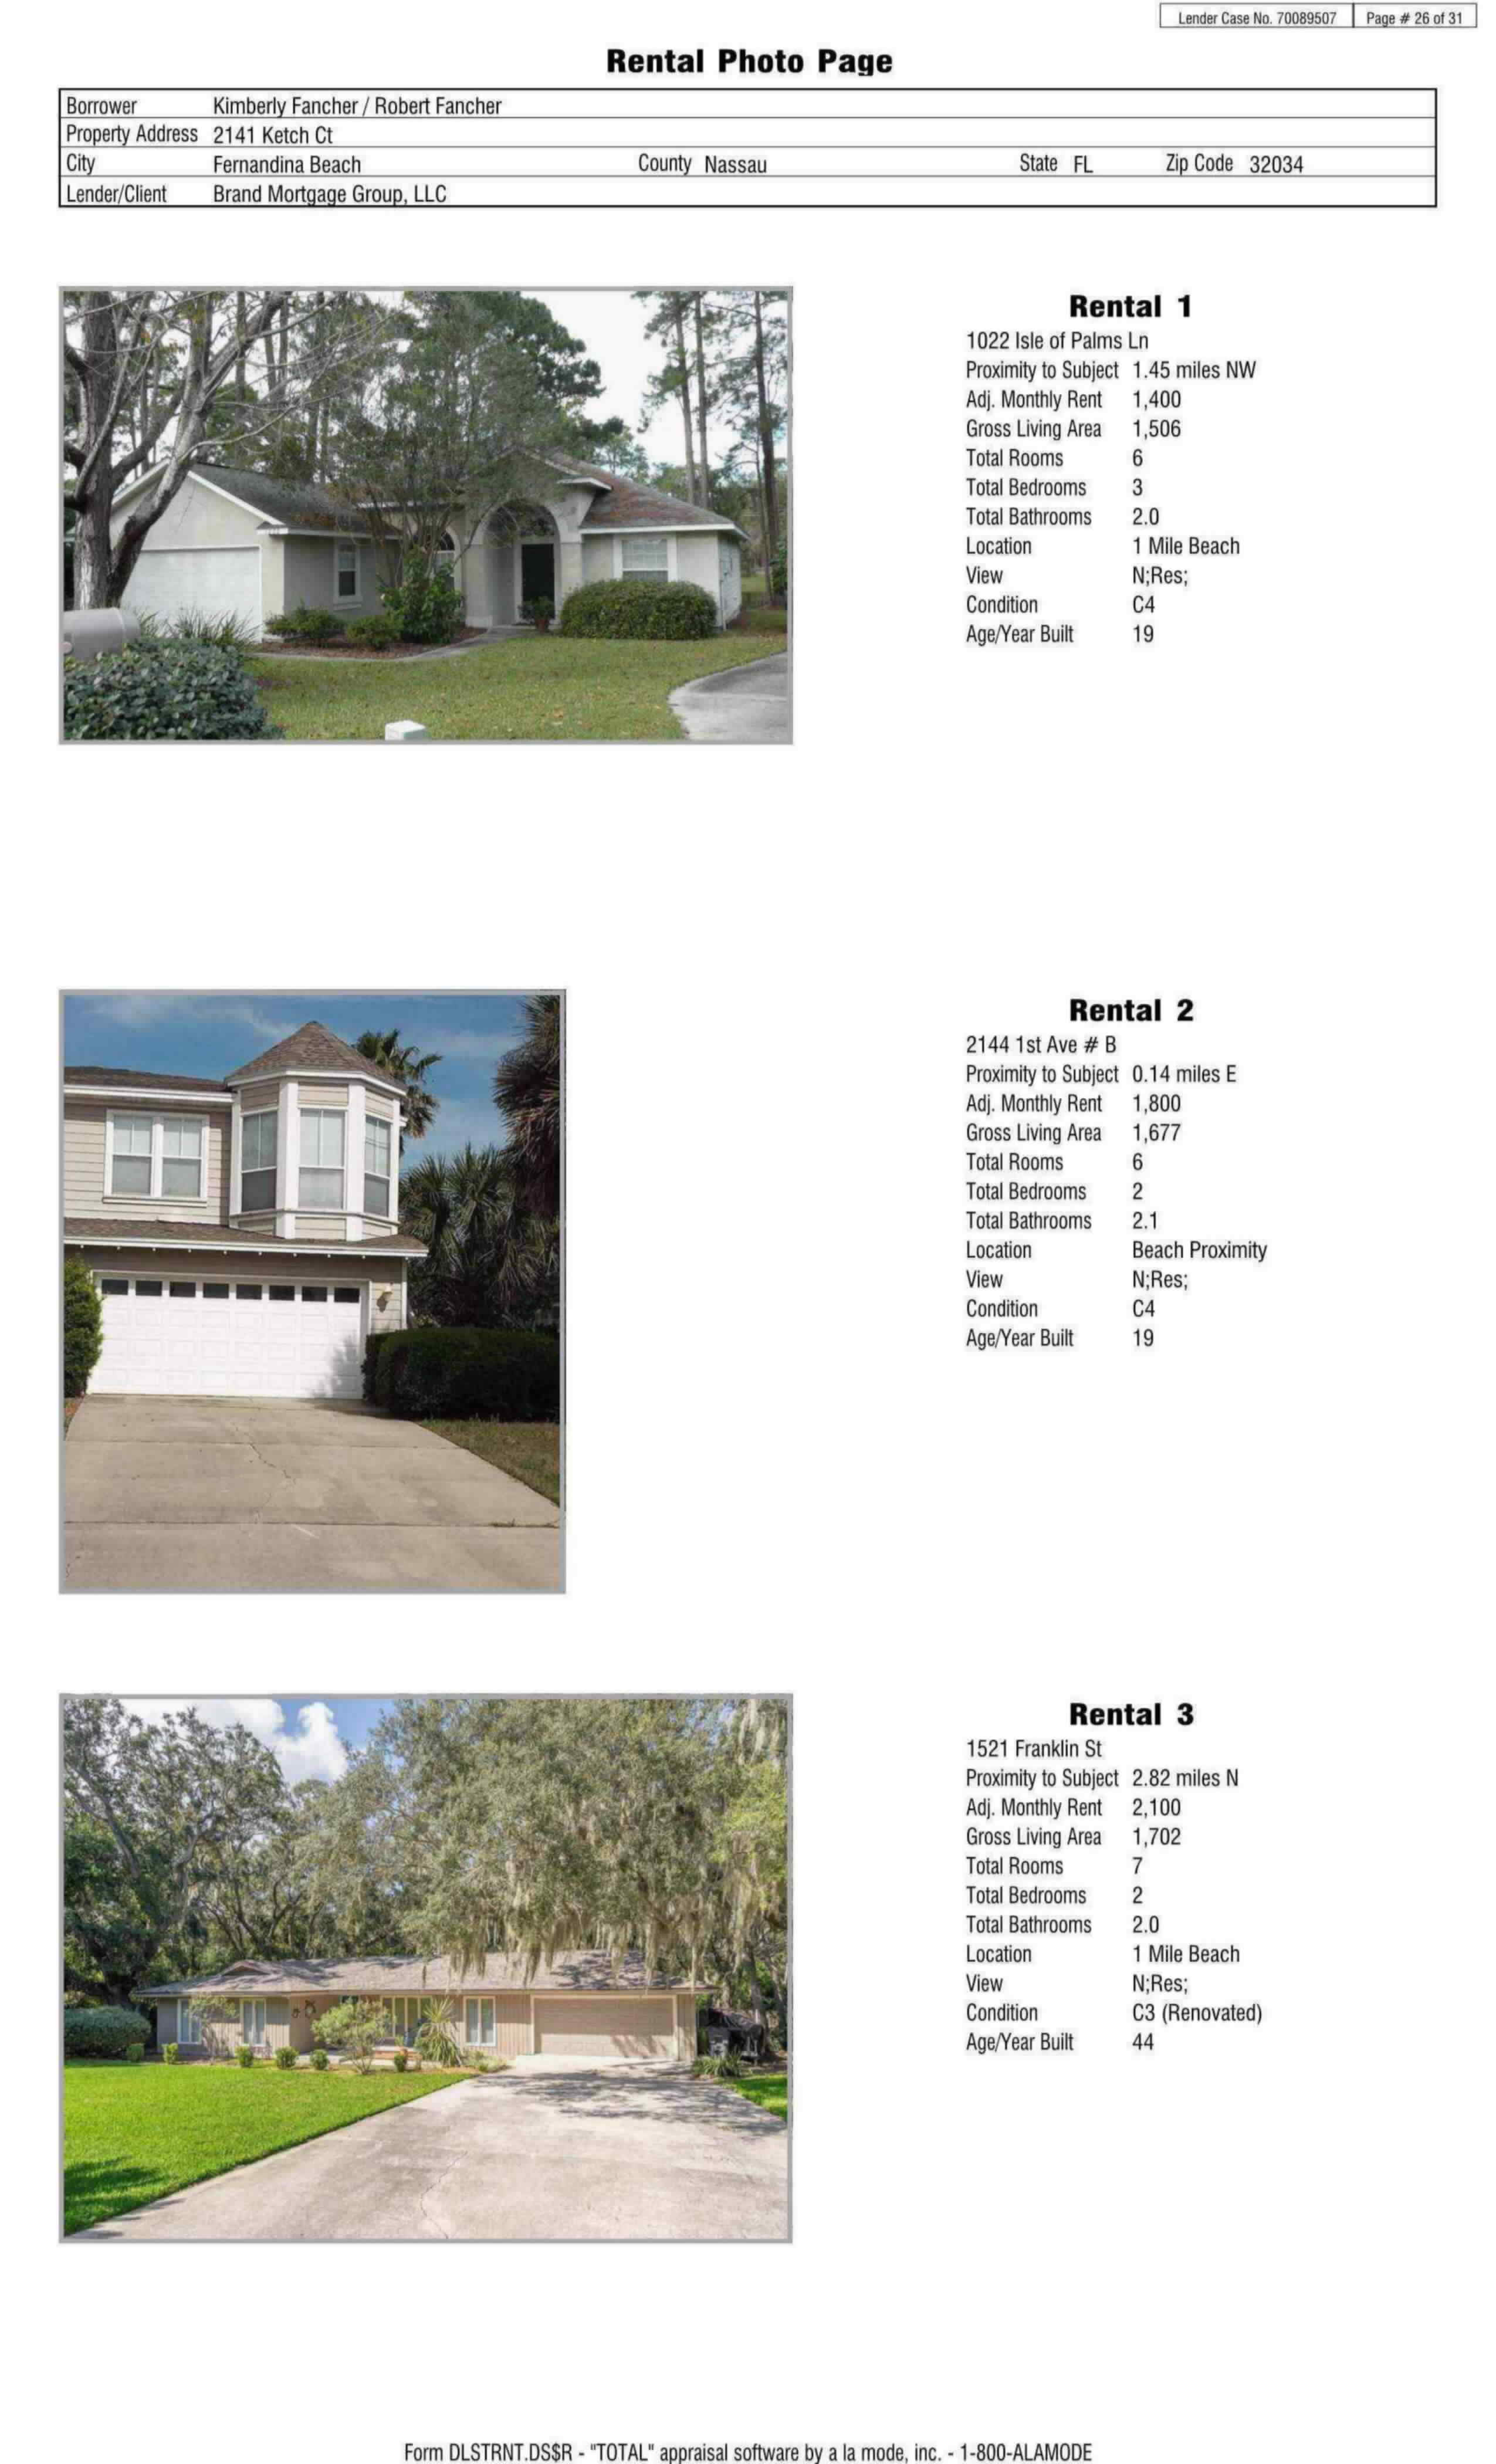 Lender Case No. 70089507 Page # 26 of 31
Rental Photo Page
Borrower Kimberly Fancher / Robert Fancher
Property Address 2141 Ketch Ct
City Fernandina Beach County Nassau State FL Zip Code 32034
Lender/Client Brand Mortgage Group, LLC
Rental 1
1022 Isle of Palms Ln
Proximity to Subject 1.45 miles NW
Adj. Monthly Rent 1,400
Gross Living Area 1,506
Total Rooms 6
Total Bedrooms 3
Total Bathrooms 2.0
Location 1 Mile Beach
View N;Res;
Condition C4
Age/Year Built 19
Rental 2
2144 1st Ave # B
Proximity to Subject 0.14 miles E
Adj. Monthly Rent 1,800
Gross Living Area 1,677
Total Rooms 6
Total Bedrooms 2
Total Bathrooms 2.1
Location Beach Proximity
View N;Res;
Condition C4
Age/Year Built 19
Rental 3
1521 Franklin St
Proximity to Subject 2.82 miles N
Adj. Monthly Rent 2,100
Gross Living Area 1,702
Total Rooms 7
Total Bedrooms 2
Total Bathrooms 2.0
Location 1 Mile Beach
View N;Res;
Condition C3 (Renovated)
Age/Year Built 44
Form DLSTRNT.DS$R - "TOTAL" appraisal software by a la mode, inc. - 1-800-ALAMODE